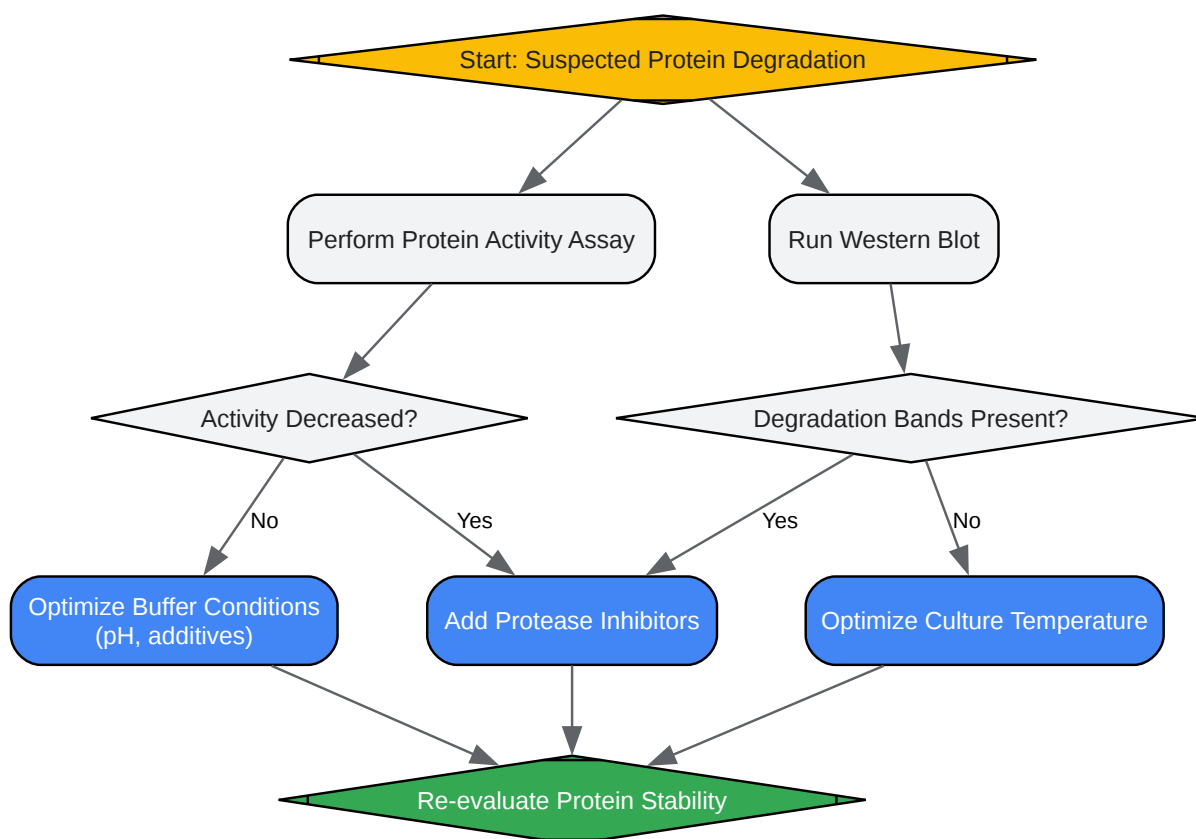 Start: Suspected Protein Degradation
Perform Protein Activity Assay
Run Western Blot
Activity Decreased?
Degradation Bands Present?
No
Yes
Yes
No
Optimize Buffer Conditions
(pH, additives)
Add Protease Inhibitors
Optimize Culture Temperature
Re-evaluate Protein Stability